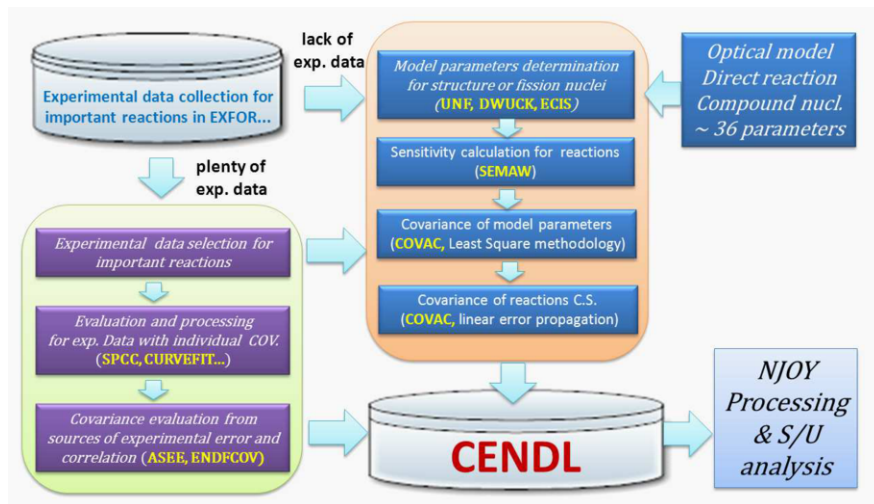 lack of
exp. data
Experimental data collection for
important reactions in EXFOR...
Model parameters determination
for structure or fission nuclei
(UNF, DWUCK, ECIS)
Optical model
Direct reaction
Compound nucl.
~ 36 parameters
plenty of
exp. data
Sensitivity calculation for reactions
(SEMAW)
Experimental data selection for
important reactions
Covariance of model parameters
(COVAC, Least Square methodology)
Evaluation and processing
for exp. Data with individual COV.
(SPCC, CURVEFIT...)
Covariance of reactions C.S.
(COVAC, linear error propagation)
Covariance evaluation from
sources of experimental error and
correlation (ASEE, ENDFCOV)
CENDL
NJOY
Processing
& S/U
analysis